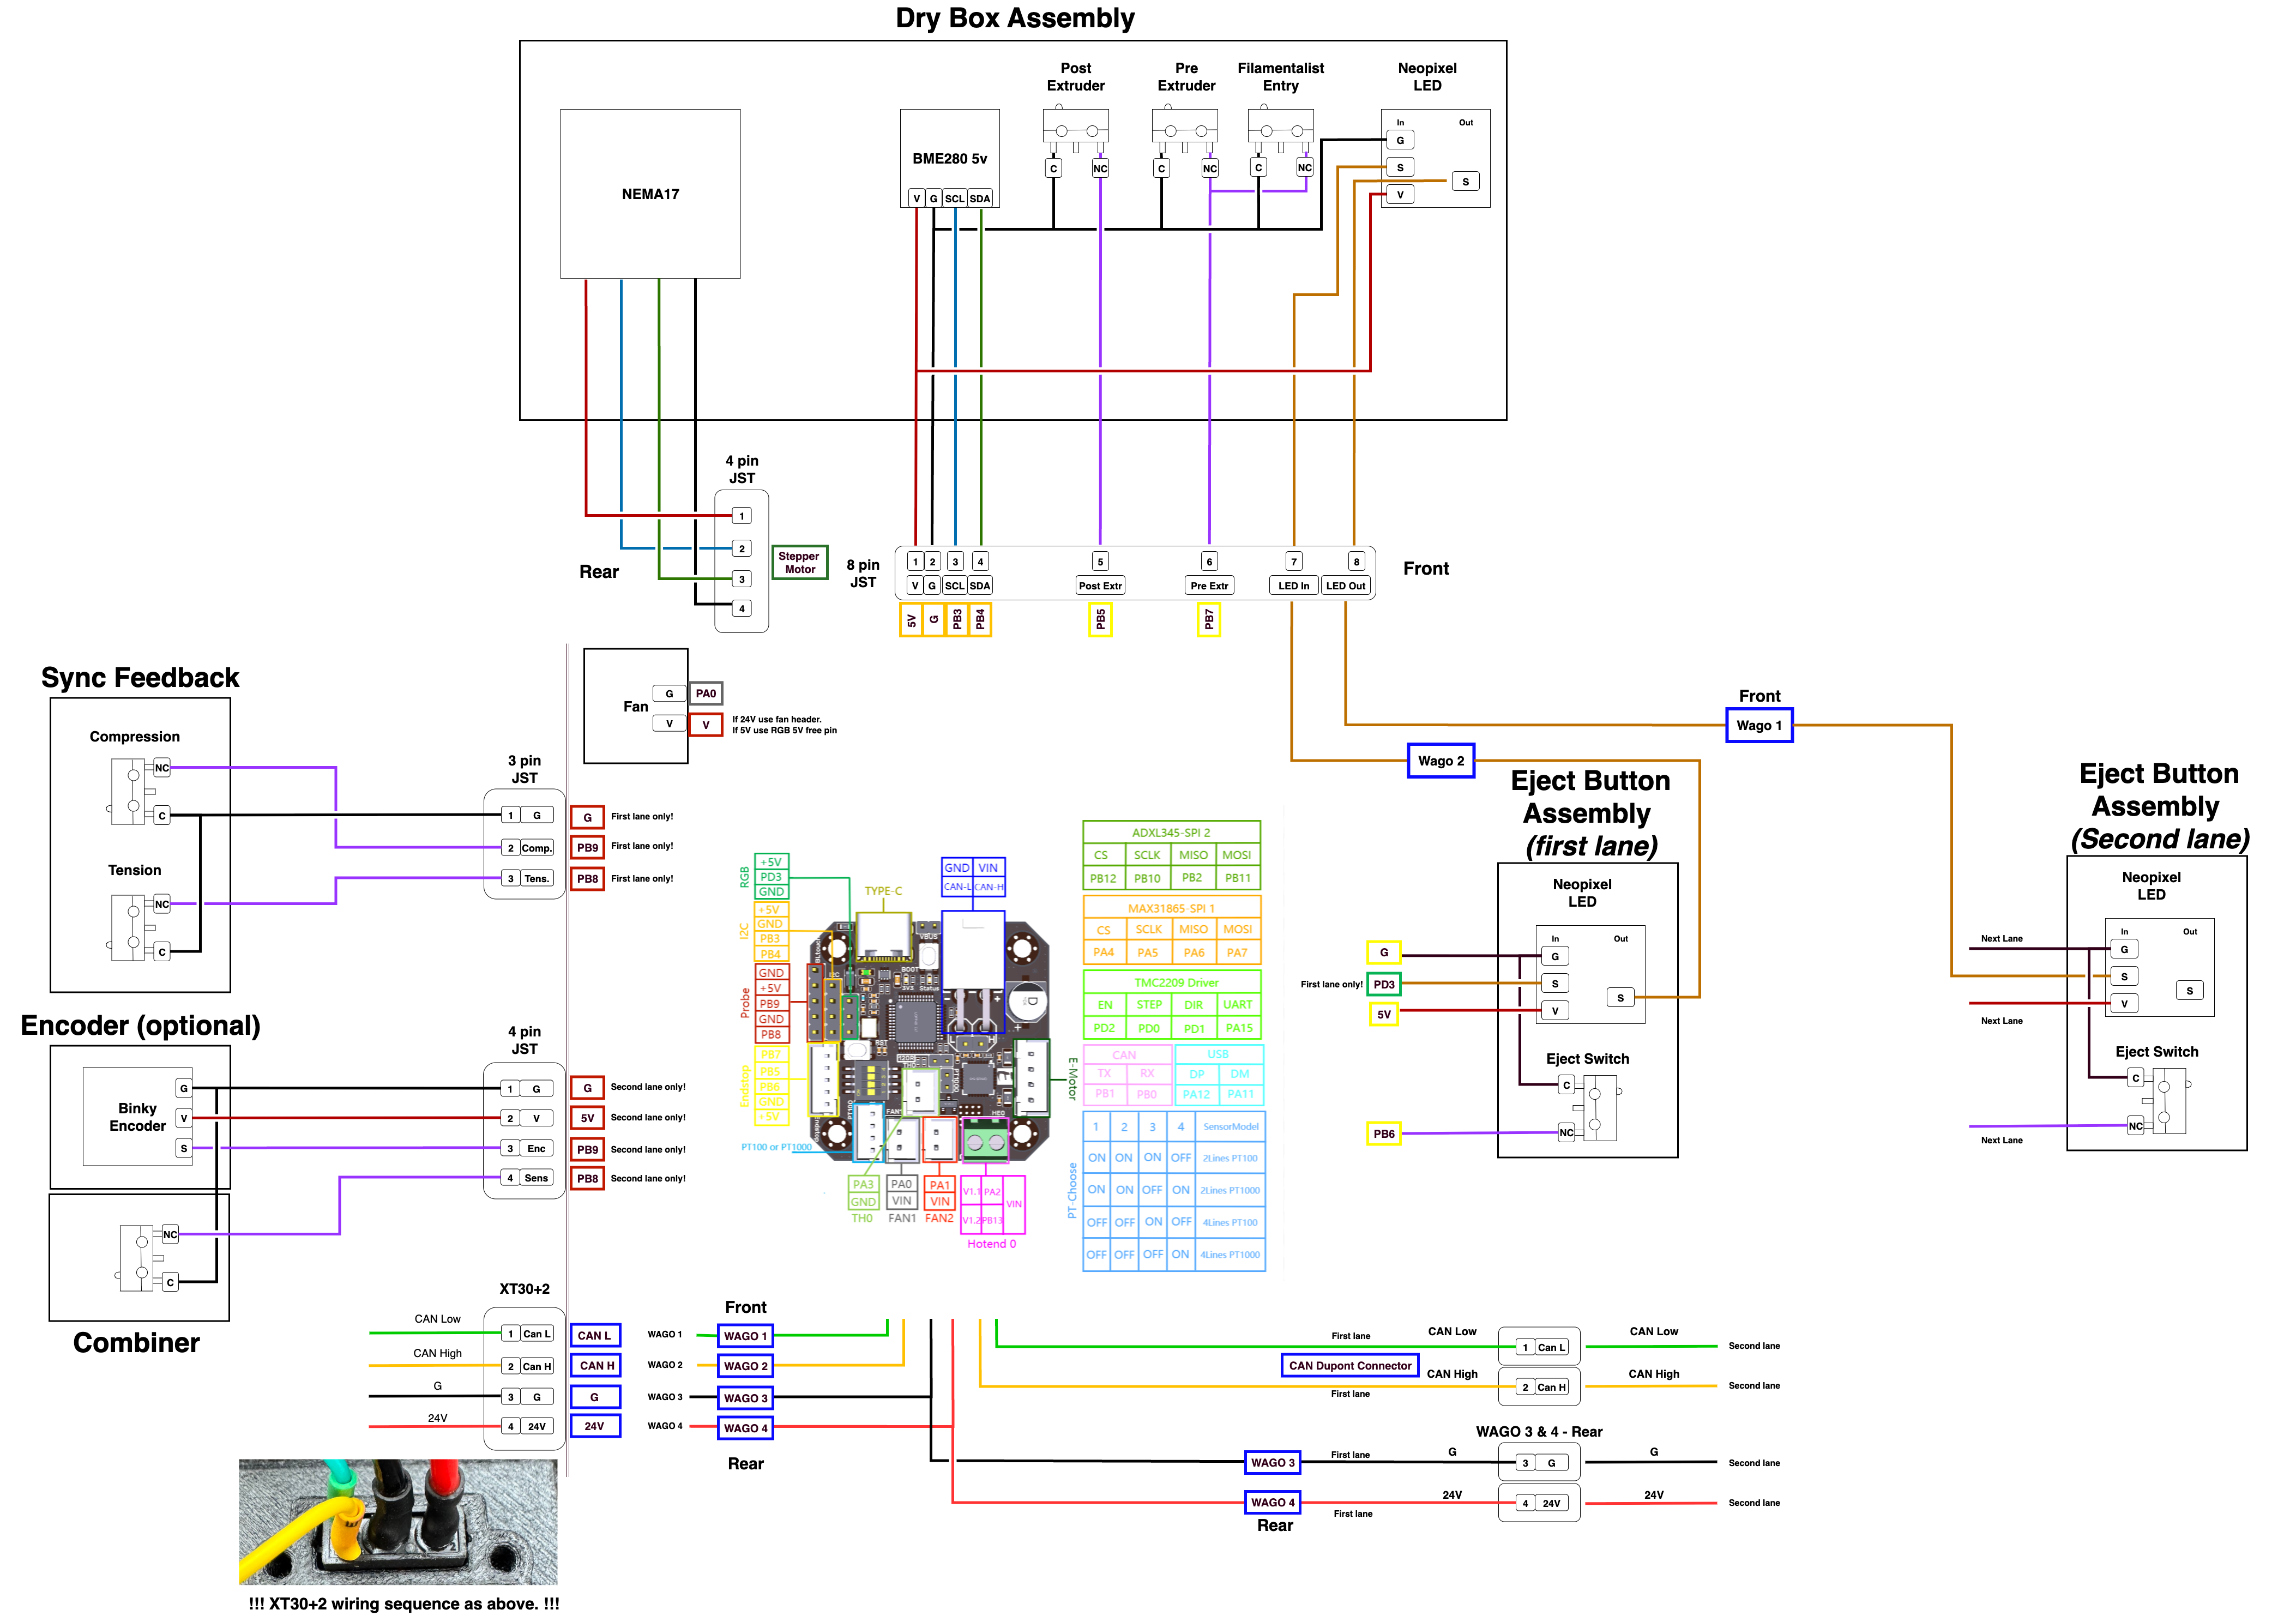 Dry Box Assembly
Post
Extruder
Pre
Extruder
Filamentalist
Entry
Neopixel
LED
In
Out
G
S
S
V
C
NC
C
NC
C
NC
BME280 5v
V
G
SCL
SDA
NEMA17
4 pin
JST
1
2
3
4
Stepper
Motor
Rear
8 pin
JST
1
2
3
4
5
6
7
8
V
G
SCL
SDA
Post Extr
Pre Extr
LED In
LED Out
Front
5V
G
PB3
PB4
PB5
PB7
Sync Feedback
Compression
NC
C
Tension
NC
C
3 pin
JST
1 G
2 Comp.
3 Tens.
G First lane only!
PB9 First lane only!
PB8 First lane only!
Fan
G
PA0
V
V
If 24V use fan header.
If 5V use RGB 5V free pin
Front
Wago 1
Wago 2
Encoder (optional)
Binky
Encoder
G
V
S
4 pin
JST
1 G
2 V
3 Enc
4 Sens
G Second lane only!
5V Second lane only!
PB9 Second lane only!
PB8 Second lane only!
NC
C
Combiner
RGB
+5V
PD3
GND
I2C
+5V
GND
PB3
PB4
Probe
GND
+5V
PB9
GND
PB8
Endstop
PB7
PB5
PB6
GND
+5V
PT100 or PT1000
TYPE-C
GND VIN
CAN-L CAN-H
VBUS
I2C
BOOT
3V3
Status
RST
120R
PT1000
PT100
FAN1
HE0
E-Motor
PA3
GND
TH0
PA0
VIN
FAN1
PA1
VIN
FAN2
V1.1 PA2
VIN
V1.2 PB13
Hotend 0
ADXL345-SPI 2
CS SCLK MISO MOSI
PB12 PB10 PB2 PB11
MAX31865-SPI 1
CS SCLK MISO MOSI
PA4 PA5 PA6 PA7
TMC2209 Driver
EN STEP DIR UART
PD2 PD0 PD1 PA15
CAN USB
TX RX DP DM
PB1 PB0 PA12 PA11
PT-Choose
1 2 3 4 SensorModel
ON ON ON OFF 2Lines PT100
ON ON OFF ON 2Lines PT1000
OFF OFF ON OFF 4Lines PT100
OFF OFF OFF ON 4Lines PT1000
Eject Button
Assembly
(first lane)
Neopixel
LED
In
Out
G
S
V
S
G
First lane only! PD3
5V
Eject Switch
C
NC
PB6
Eject Button
Assembly
(Second lane)
Neopixel
LED
In
Out
G
S
V
S
Next Lane
Next Lane
Eject Switch
C
NC
Next Lane
XT30+2
CAN Low
1 Can L
CAN L
CAN High
2 Can H
CAN H
G
3 G
G
24V
4 24V
24V
Front
WAGO 1 WAGO 1
WAGO 2 WAGO 2
WAGO 3 WAGO 3
WAGO 4 WAGO 4
Rear
First lane
CAN Low
1 Can L
CAN Low
Second lane
CAN Dupont Connector
CAN High
First lane
2 Can H
CAN High
Second lane
WAGO 3 & 4 - Rear
WAGO 3
First lane
G
3 G
G
Second lane
WAGO 4
24V
First lane
4 24V
24V
Second lane
Rear
!!! XT30+2 wiring sequence as above. !!!